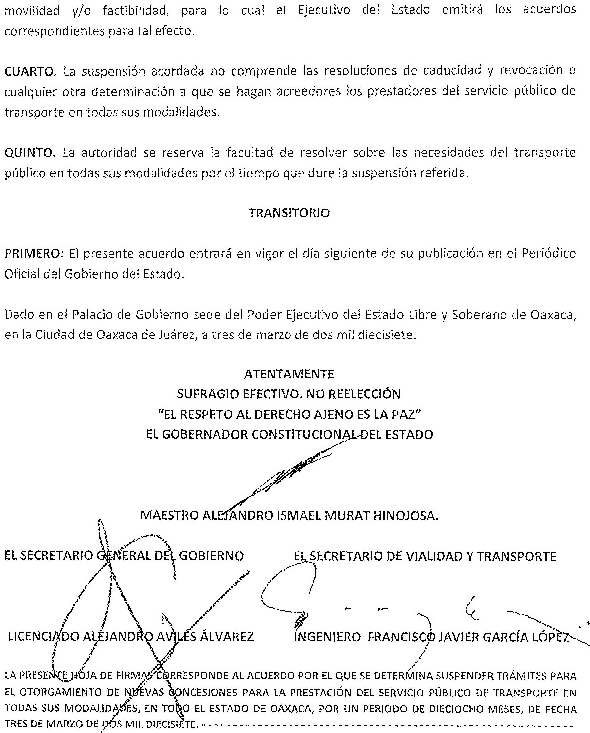 movilidad y/o factibilidad, para lo cual el Ejecutivo del Estado emitirá los acuerdos
correspondientes para tal efecto.
CUARTO. La suspensión acordada no comprende las resoluciones de caducidad y revocación o
cualquier otra determinación a que se hagan acreedores los prestadores del servicio público de
transporte en todas sus modalidades.
QUINTO. La autoridad se reserva la facultad de resolver sobre las necesidades del transporte
público en todas sus modalidades por el tiempo que dure la suspensión referida.
TRANSITORIO
PRIMERO: El presente acuerdo entrará en vigor el día siguiente de su publicación en el Periódico
Oficial del Gobierno del Estado.
Dado en el Palacio de Gobierno sede del Poder Ejecutivo del Estado Libre y Soberano de Oaxaca,
en la Ciudad de Oaxaca de Juárez, a tres de marzo de dos mil diecisiete.
ATENTAMENTE
SUFRAGIO EFECTIVO. NO REELECCIÓN
"EL RESPETO AL DERECHO AJENO ES LA PAZ"
EL GOBERNADOR CONSTITUCIONAL DEL ESTADO
MAESTRO ALEJANDRO ISMAEL MURAT HINOJOSA.
EL SECRETARIO GENERAL DEL GOBIERNO EL SECRETARIO DE VIALIDAD Y TRANSPORTE
LICENCIADO ALEJANDRO AVILÉS ÁLVAREZ INGENIERO FRANCISCO JAVIER GARCÍA LÓPEZ
LA PRESENTE HOJA DE FIRMAS CORRESPONDE AL ACUERDO POR EL QUE SE DETERMINA SUSPENDER TRÁMITES PARA
EL OTORGAMIENTO DE NUEVAS CONCESIONES PARA LA PRESTACIÓN DEL SERVICIO PÚBLICO DE TRANSPORTE EN
TODAS SUS MODALIDADES, EN TODO EL ESTADO DE OAXACA, POR UN PERIODO DE DIECIOCHO MESES, DE FECHA
TRES DE MARZO DE DOS MIL DIECISIETE. - - - - - - - - - - - - - - - - - - - - - - - - - - - - - -